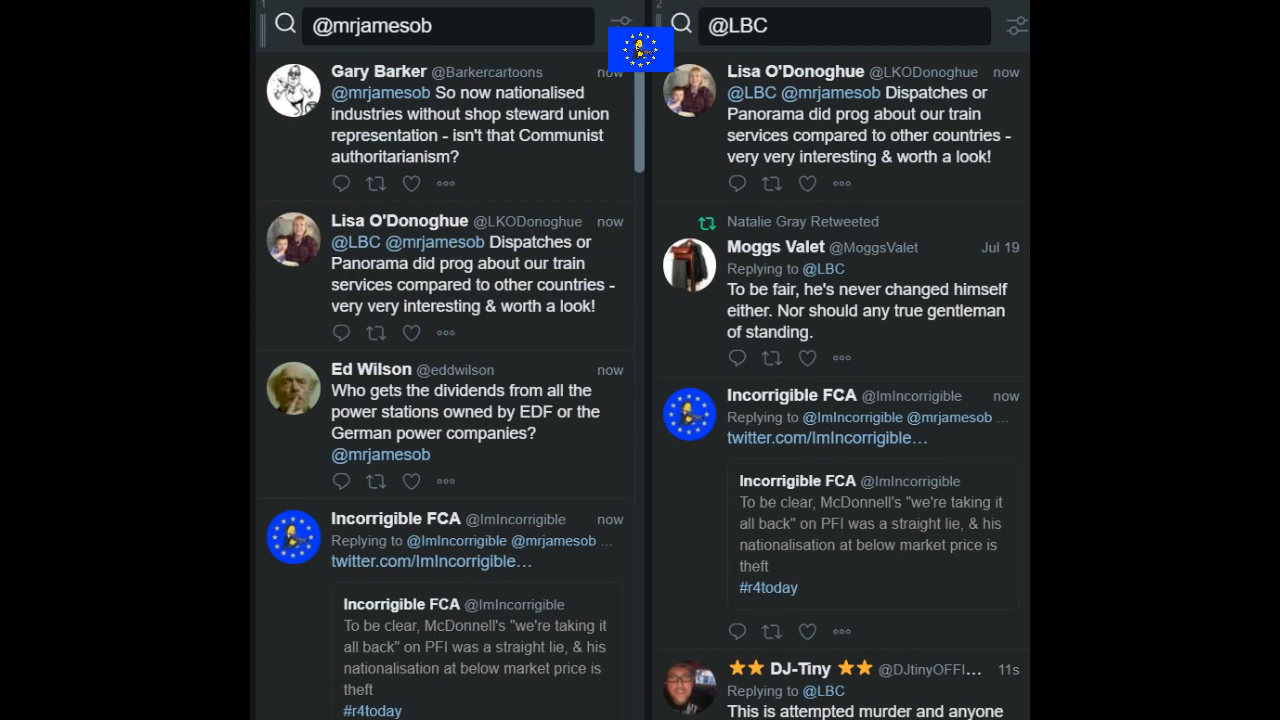 1
@mrjamesob
Gary Barker @Barkercartoons now
@mrjamesob So now nationalised
industries without shop steward union
representation - isn't that Communist
authoritarianism?
Lisa O'Donoghue @LKODonoghue now
@LBC @mrjamesob Dispatches or
Panorama did prog about our train
services compared to other countries -
very very interesting & worth a look!
Ed Wilson @eddwilson now
Who gets the dividends from all the
power stations owned by EDF or the
German power companies?
@mrjamesob
Incorrigible FCA @ImIncorrigible now
Replying to @ImIncorrigible @mrjamesob …
twitter.com/ImIncorrigible…
Incorrigible FCA @ImIncorrigible
To be clear, McDonnell's "we're taking it
all back" on PFI was a straight lie, & his
nationalisation at below market price is
theft
#r4today
2
@LBC
Lisa O'Donoghue @LKODonoghue now
@LBC @mrjamesob Dispatches or
Panorama did prog about our train
services compared to other countries -
very very interesting & worth a look!
Natalie Gray Retweeted
Moggs Valet @MoggsValet Jul 19
Replying to @LBC
To be fair, he's never changed himself
either. Nor should any true gentleman
of standing.
Incorrigible FCA @ImIncorrigible now
Replying to @ImIncorrigible @mrjamesob …
twitter.com/ImIncorrigible…
Incorrigible FCA @ImIncorrigible
To be clear, McDonnell's "we're taking it
all back" on PFI was a straight lie, & his
nationalisation at below market price is
theft
#r4today
DJ-Tiny @DJtinyOFFI… 11s
Replying to @LBC
This is attempted murder and anyone